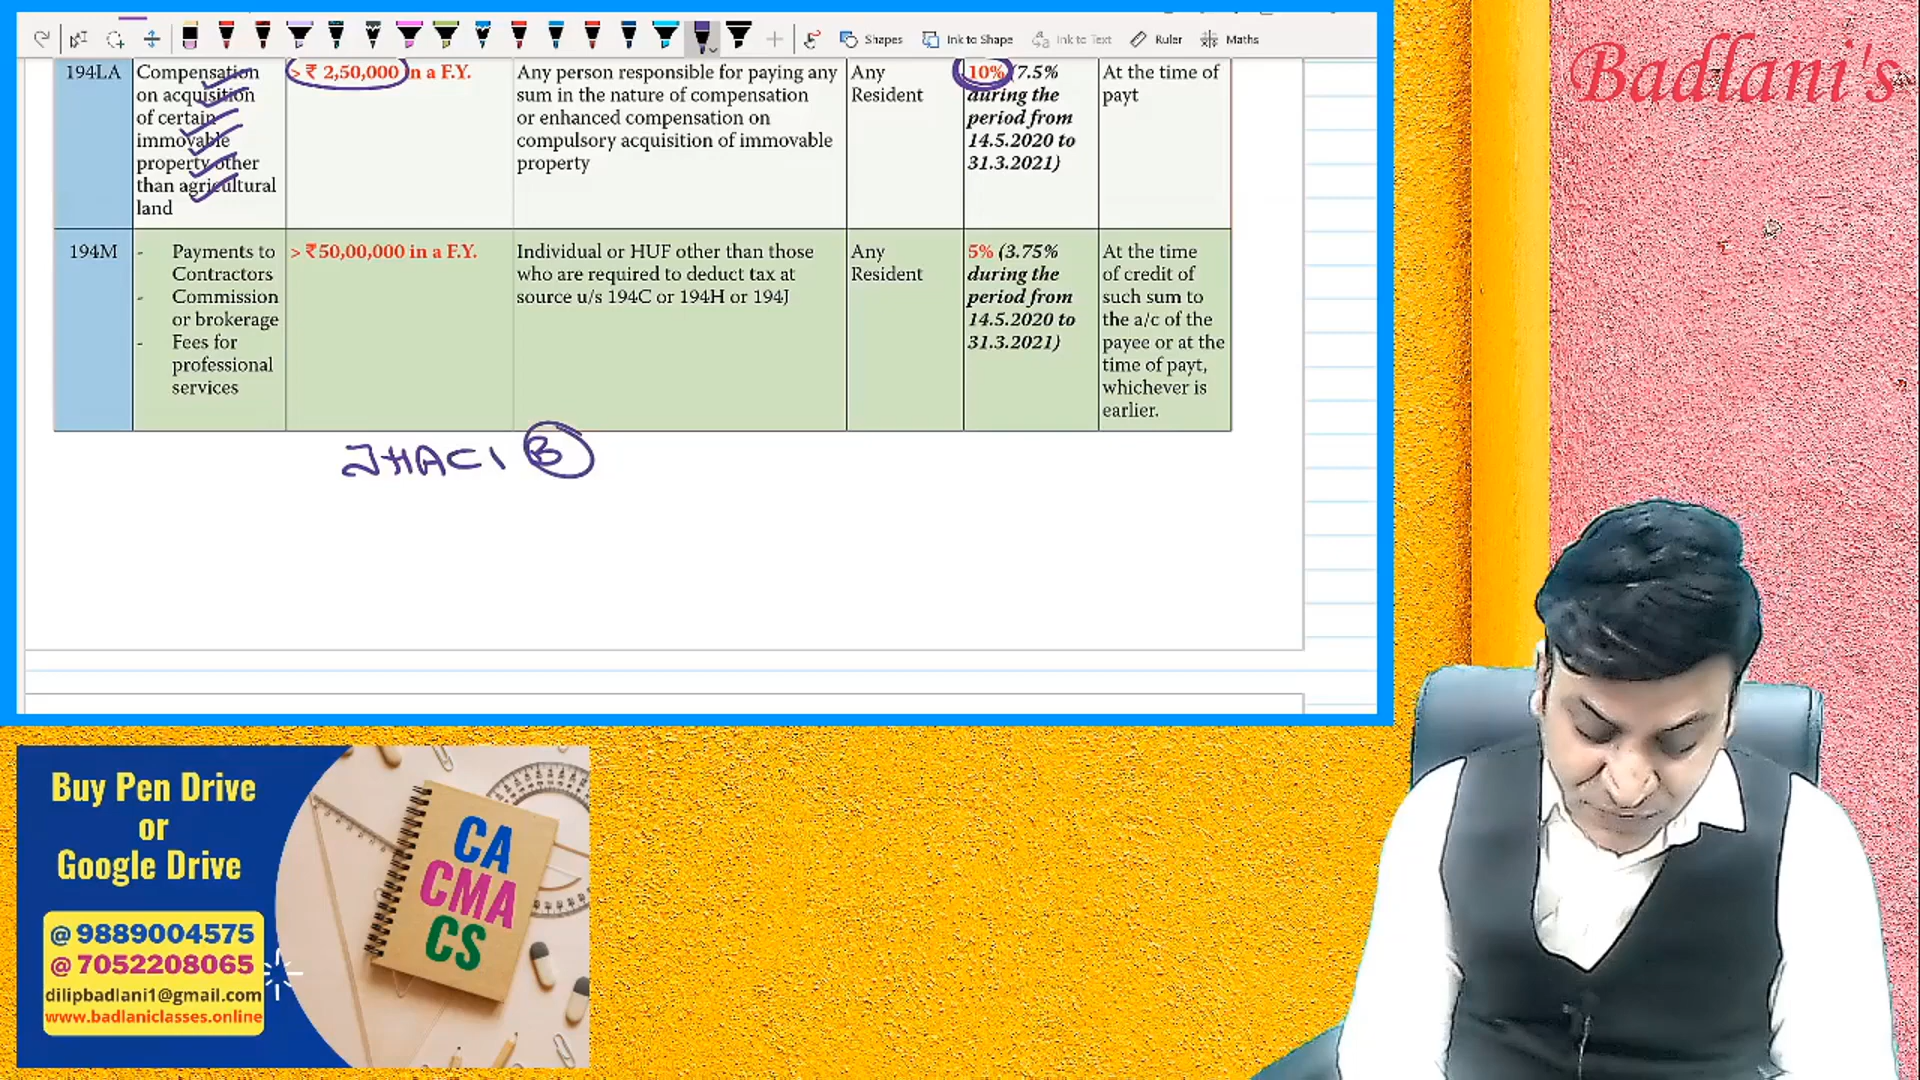 Shapes
Ink to Shape
Ink to Text
Ruler
Maths
Badlani's
194LA
Compensation
on acquisition
of certain
immovable
property other
than agricultural
land
> ₹ 2,50,000 in a F.Y.
Any person responsible for paying any
sum in the nature of compensation
or enhanced compensation on
compulsory acquisition of immovable
property
Any
Resident
10% (7.5%
during the
period from
14.5.2020 to
31.3.2021)
At the time of
payt
194M
- Payments to
Contractors
- Commission
or brokerage
- Fees for
professional
services
> ₹50,00,000 in a F.Y.
Individual or HUF other than those
who are required to deduct tax at
source u/s 194C or 194H or 194J
Any
Resident
5% (3.75%
during the
period from
14.5.2020 to
31.3.2021)
At the time
of credit of
such sum to
the a/c of the
payee or at the
time of payt,
whichever is
earlier.
JHACI B
Buy Pen Drive
or
Google Drive
@ 9889004575
@ 7052208065
dilipbadlani1@gmail.com
www.badlaniclasses.online
CA
CMA
CS